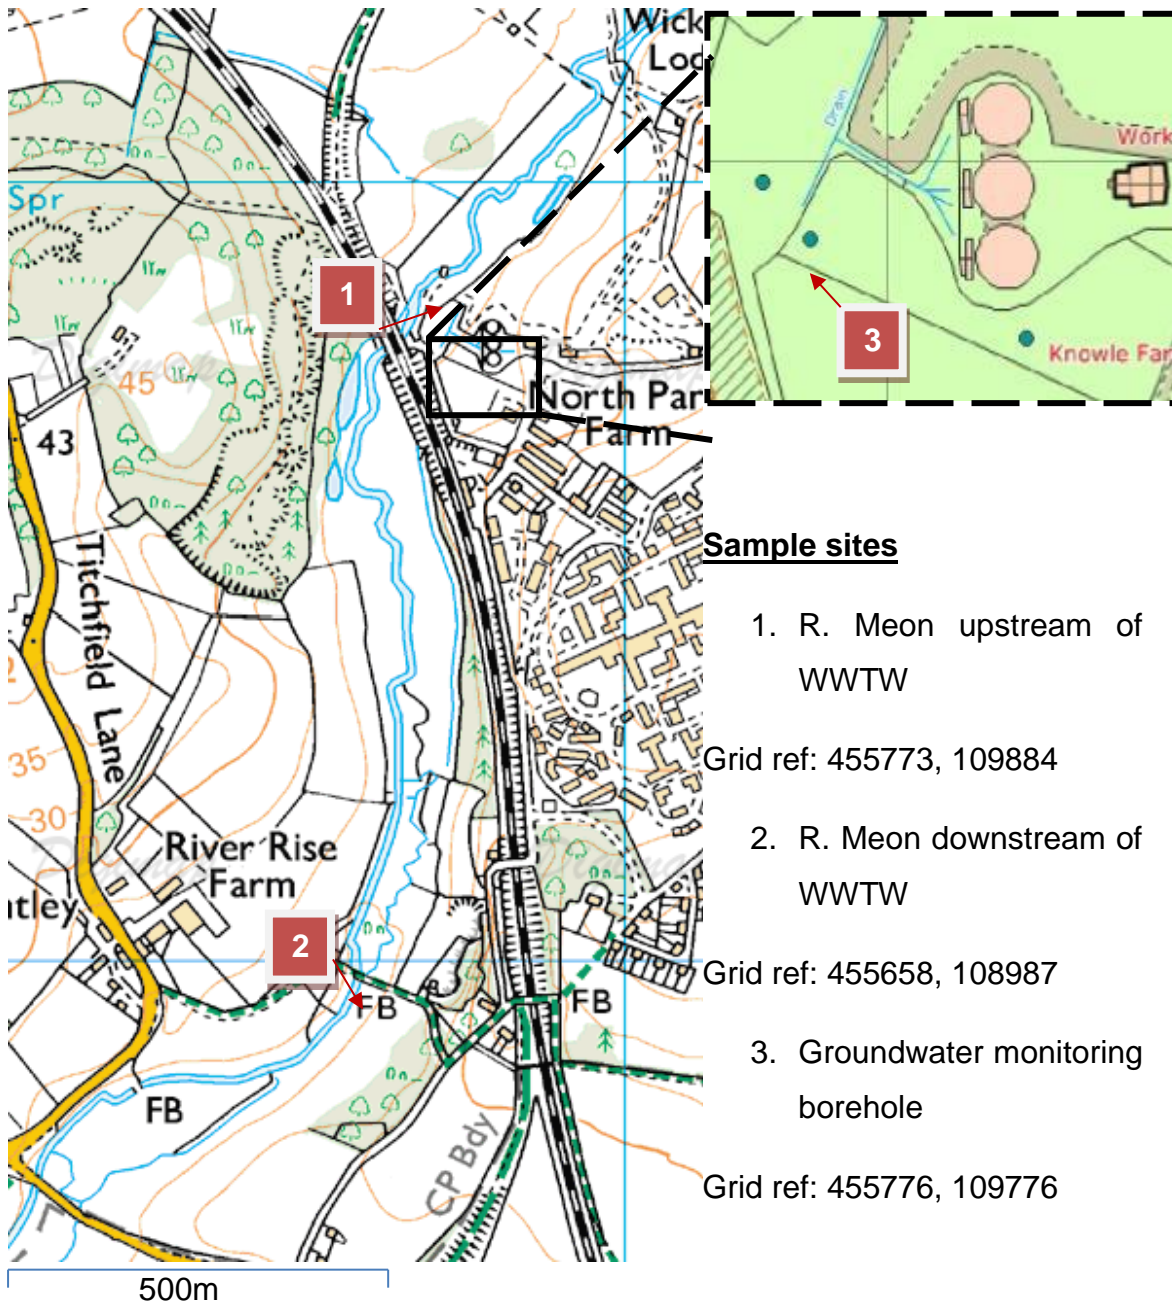 Wick
Loc
Spr
1
45
43
North Par
Farm
Titchfield Lane
35
30
River Rise
Farm
tley
2
FB
FB
FB
CP Bdy
500m
Drain
Work
3
Knowle Far
Sample sites
1. R. Meon upstream of
WWTW
Grid ref: 455773, 109884
2. R. Meon downstream of
WWTW
Grid ref: 455658, 108987
3. Groundwater monitoring
borehole
Grid ref: 455776, 109776